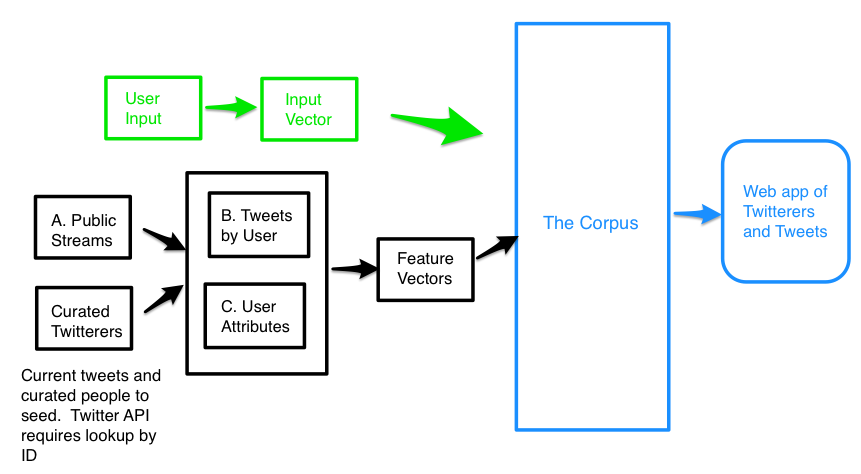 User
Input
Input
Vector
A. Public
Streams
B. Tweets
by User
C. User
Attributes
Curated
Twitterers
Current tweets and
curated people to
seed.  Twitter API
requires lookup by
ID
Feature
Vectors
The Corpus
Web app of
Twitterers
and Tweets